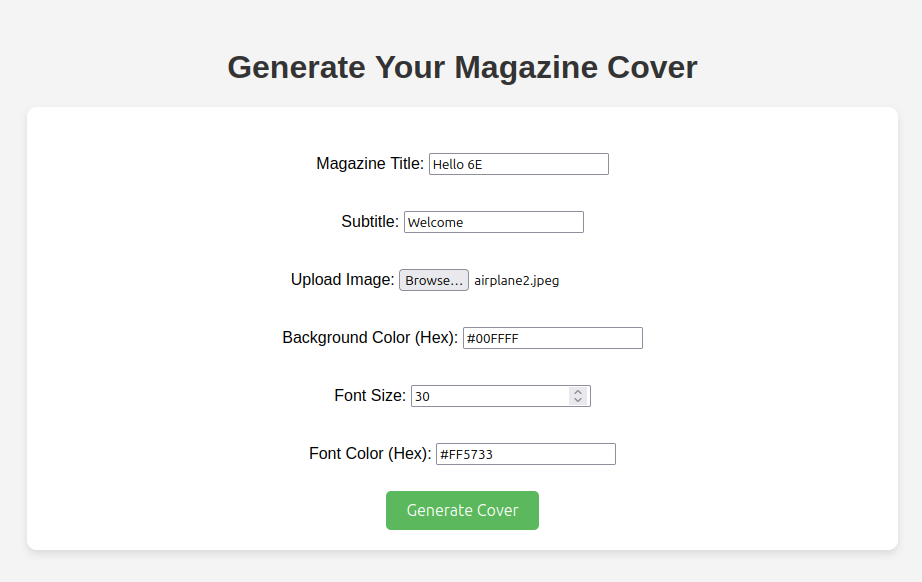 Generate Your Magazine Cover
Magazine Title: Hello 6E
Subtitle: Welcome
Upload Image: Browse... airplane2.jpeg
Background Color (Hex): #00FFFF
Font Size: 30
Font Color (Hex): #FF5733
Generate Cover